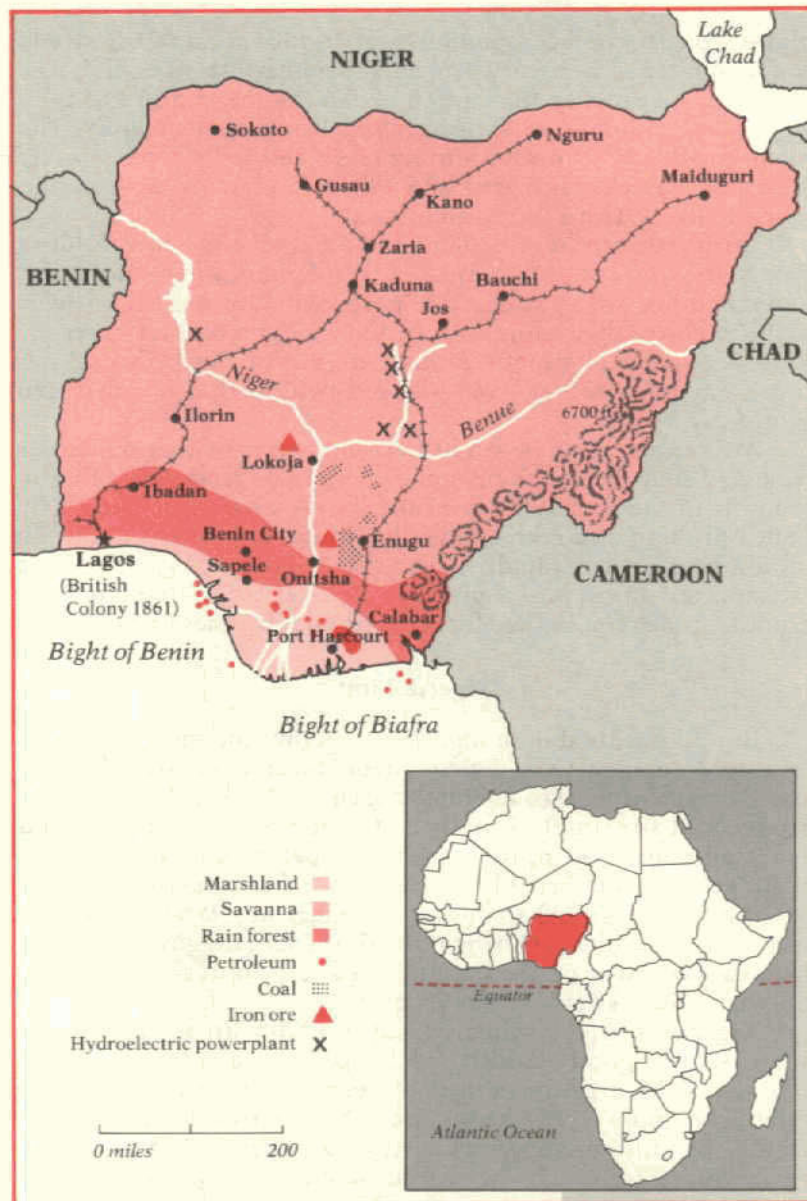 Lake
Chad
NIGER
Sokoto
Nguru
Gusau
Kano
Maiduguri
Zaria
BENIN
Kaduna
Bauchi
Jos
CHAD
Niger
Benue
6700 ft.
Ilorin
Lokoja
Ibadan
Benin City
Enugu
Lagos
Sapele
Onitsha
(British
Colony 1861)
CAMEROON
Calabar
Port Harcourt
Bight of Benin
Bight of Biafra
Marshland
Savanna
Rain forest
Petroleum
Coal
Iron ore
Hydroelectric powerplant X
0 miles 200
Equator
Atlantic Ocean